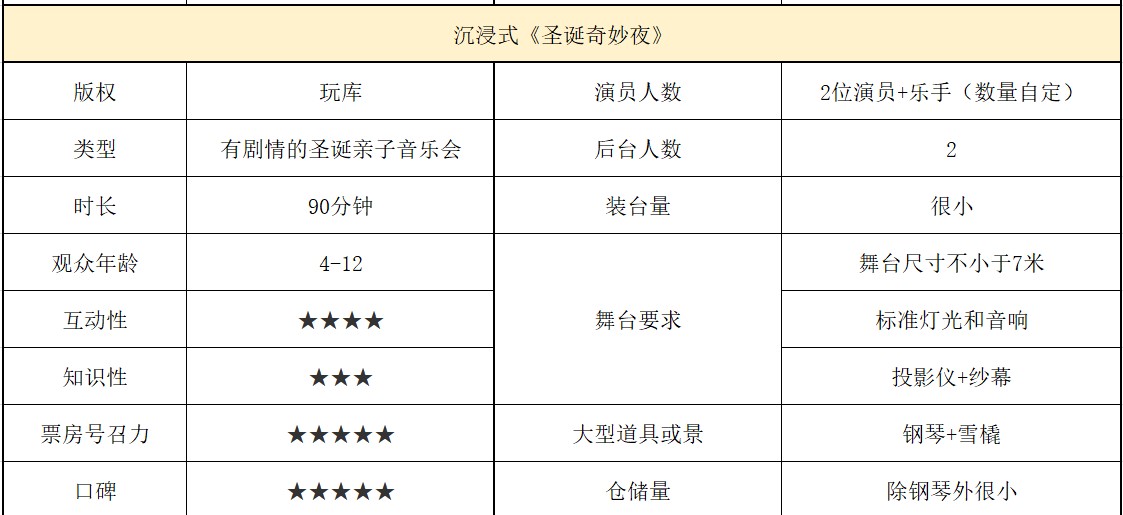 沉浸式《圣诞奇妙夜》
版权 玩库 演员人数 2位演员+乐手（数量自定）
类型 有剧情的圣诞亲子音乐会 后台人数 2
时长 90分钟 装台量 很小
观众年龄 4-12 舞台要求 舞台尺寸不小于7米
互动性 ★★★★ 标准灯光和音响
知识性 ★★★ 投影仪+纱幕
票房号召力 ★★★★★ 大型道具或景 钢琴+雪橇
口碑 ★★★★★ 仓储量 除钢琴外很小